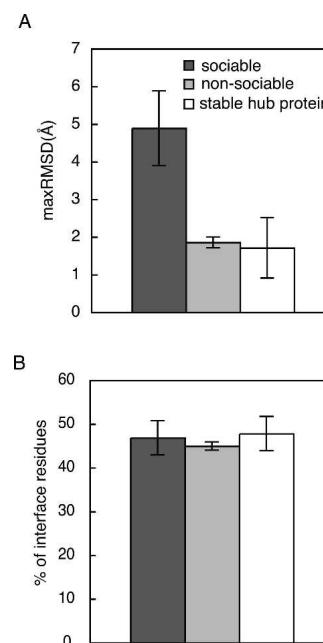 A
7
6
5
4
3
2
1
0
maxRMSD(Å)
sociable
non-sociable
stable hub protein
B
60
50
40
30
20
10
0
% of interface residues